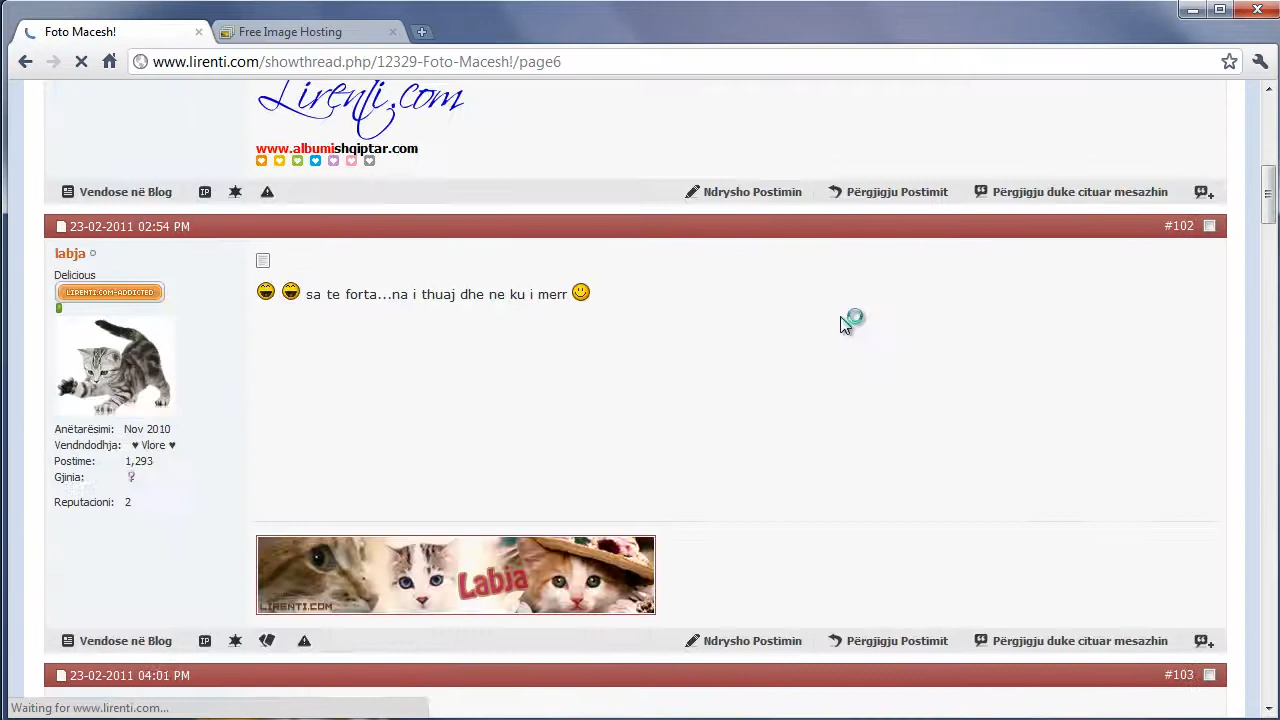 Foto Macesh!
Free Image Hosting
www.lirenti.com/showthread.php/12329-Foto-Macesh!/page6
Lirenti.com
www.albumishqiptar.com
Vendose në Blog
IP
Ndrysho Postimin
Përgjigju Postimit
Përgjigju duke cituar mesazhin
23-02-2011 02:54 PM
#102
labja
Delicious
LIRENTI.COM-ADDICTED
sa te forta...na i thuaj dhe ne ku i merr
Anëtarësimi: Nov 2010
Vendndodhja: ♥ Vlore ♥
Postime: 1,293
Gjinia:
Reputacioni: 2
Labja
LIRENTI.COM
Vendose në Blog
IP
Ndrysho Postimin
Përgjigju Postimit
Përgjigju duke cituar mesazhin
23-02-2011 04:01 PM
#103
Waiting for www.lirenti.com...